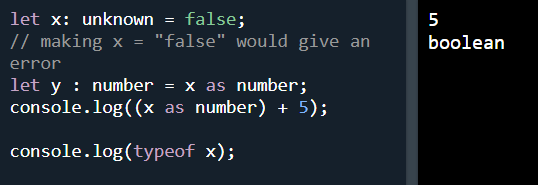 let x: unknown = false;
// making x = "false" would give an
error
let y : number = x as number;
console.log((x as number) + 5);
console.log(typeof x);
5
boolean